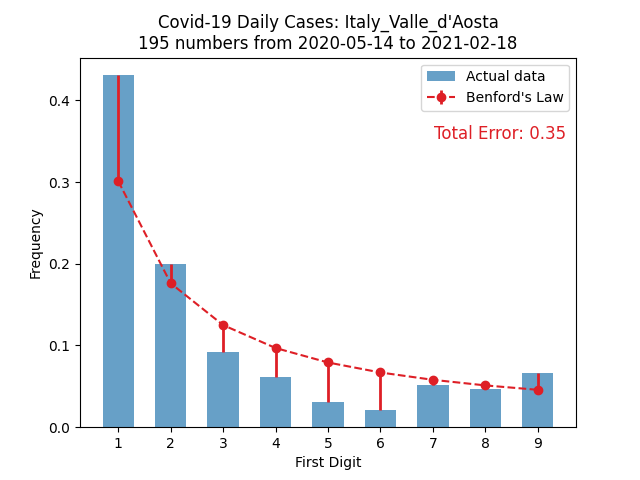 Covid-19 Daily Cases: Italy_Valle_d'Aosta
195 numbers from 2020-05-14 to 2021-02-18
Actual data
Benford's Law
Total Error: 0.35
Frequency
0.4
0.3
0.2
0.1
0.0
1 2 3 4 5 6 7 8 9
First Digit